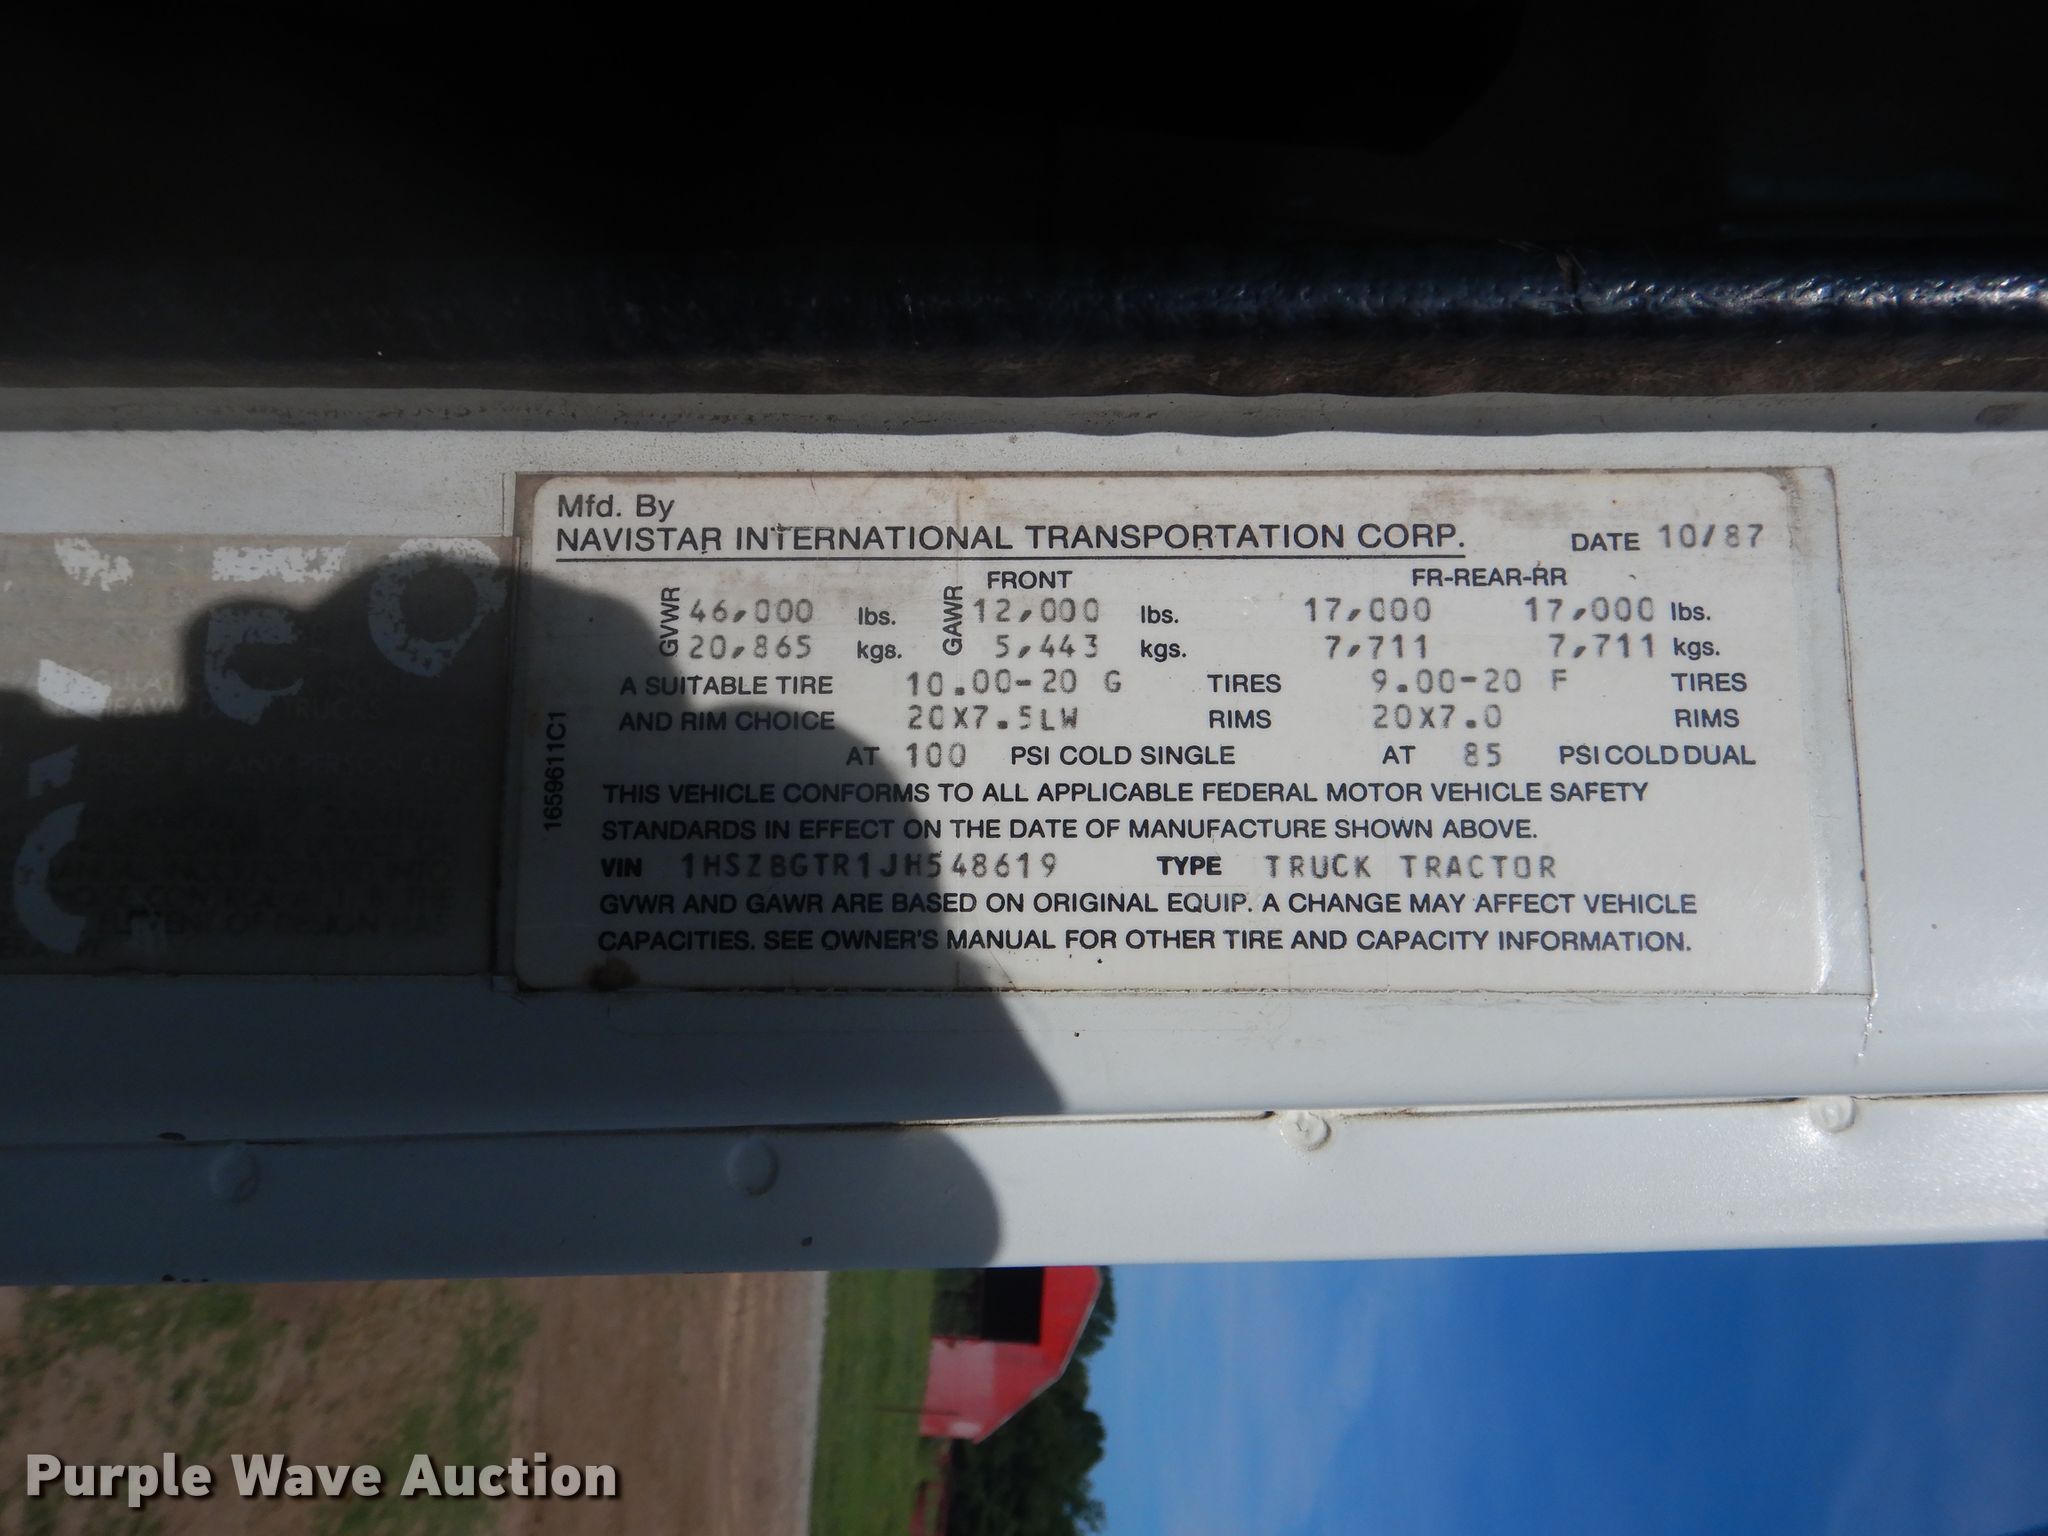 Mfd. By
NAVISTAR INTERNATIONAL TRANSPORTATION CORP. DATE 10/87
FRONT FR-REAR-RR
GVWR 46,000 lbs. GAWR 12,000 lbs. 17,000 17,000 lbs.
20,865 kgs. 5,443 kgs. 7,711 7,711 kgs.
A SUITABLE TIRE 10.00-20 G TIRES 9.00-20 F TIRES
AND RIM CHOICE 20X7.5LW RIMS 20X7.0 RIMS
AT 100 PSI COLD SINGLE AT 85 PSI COLD DUAL
THIS VEHICLE CONFORMS TO ALL APPLICABLE FEDERAL MOTOR VEHICLE SAFETY
STANDARDS IN EFFECT ON THE DATE OF MANUFACTURE SHOWN ABOVE.
VIN 1HSZBGTR1JH548619 TYPE TRUCK TRACTOR
GVWR AND GAWR ARE BASED ON ORIGINAL EQUIP. A CHANGE MAY AFFECT VEHICLE
CAPACITIES. SEE OWNER'S MANUAL FOR OTHER TIRE AND CAPACITY INFORMATION.
1659611C1
TRUCKS
BY ANY PERSON
Purple Wave Auction